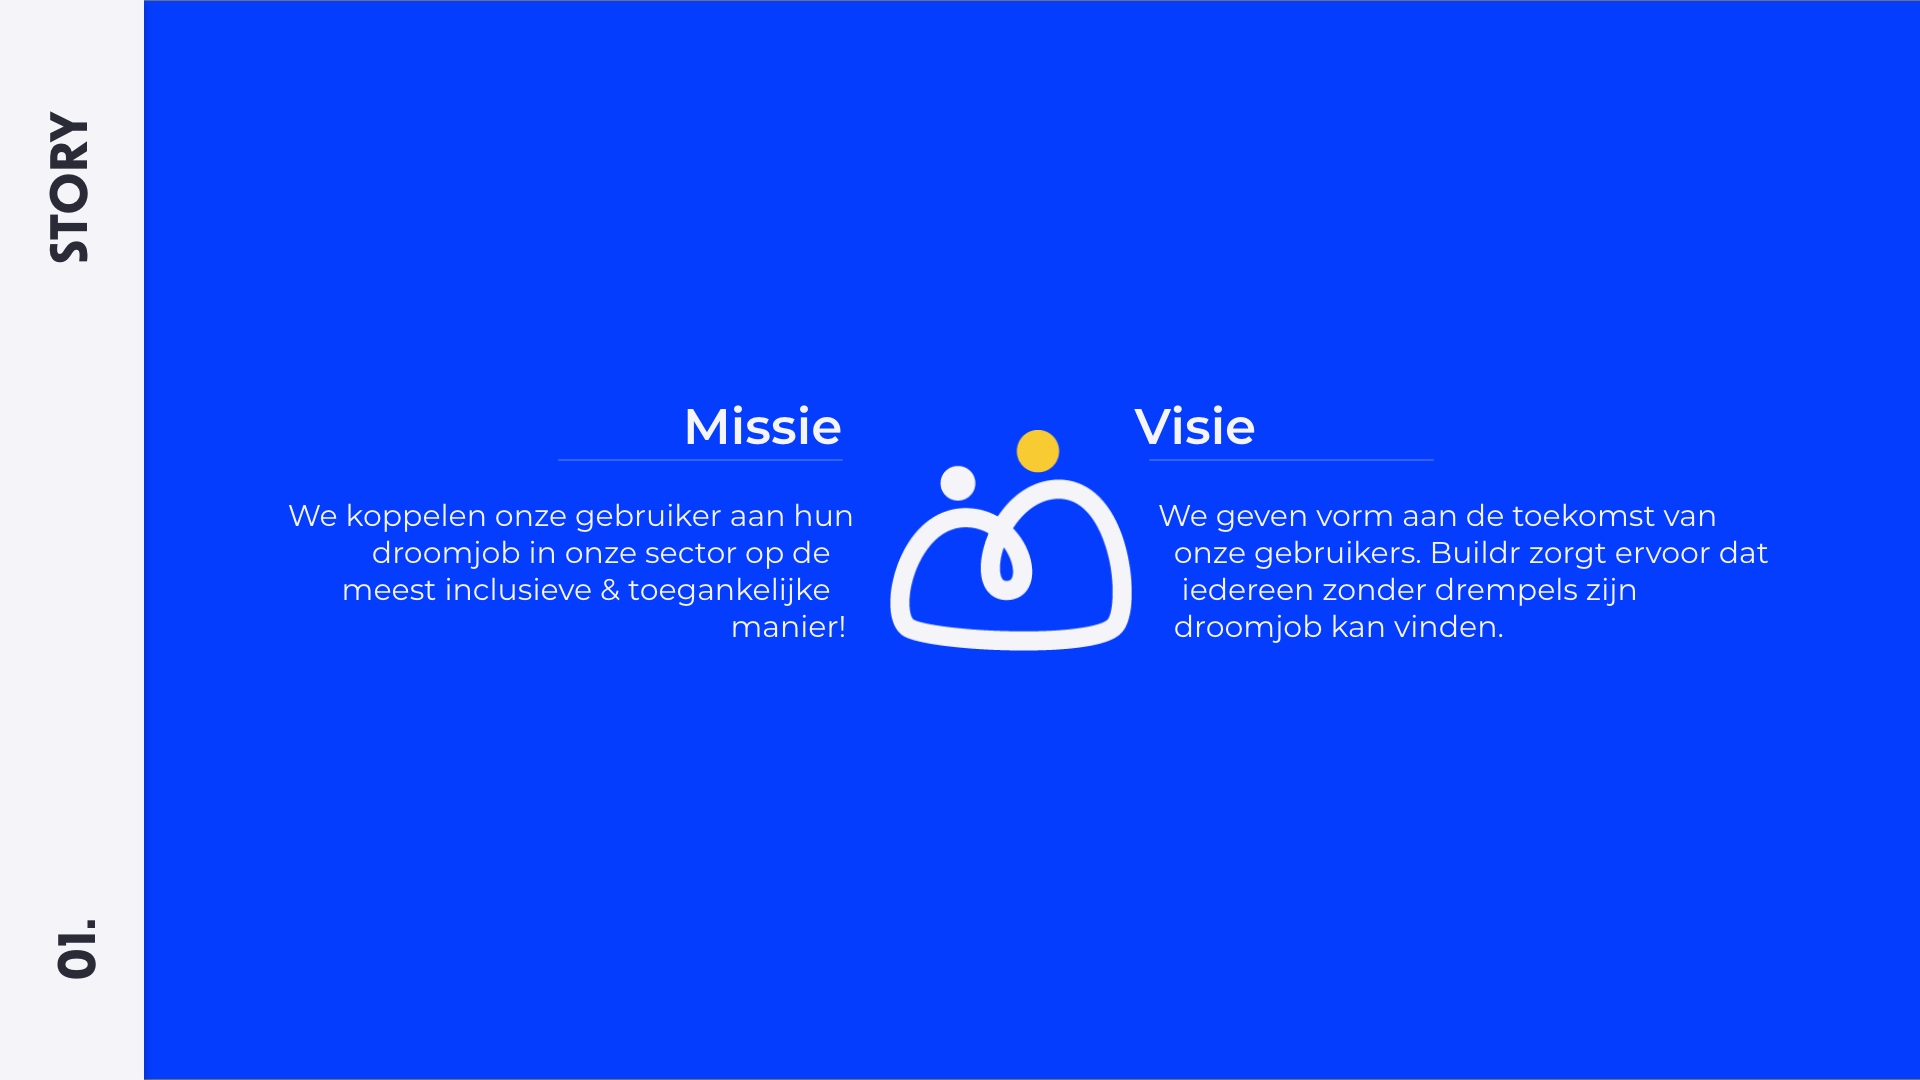 STORY
01.
Missie
We koppelen onze gebruiker aan hun
droomjob in onze sector op de
meest inclusieve & toegankelijke
manier!
Visie
We geven vorm aan de toekomst van
onze gebruikers. Buildr zorgt ervoor dat
iedereen zonder drempels zijn
droomjob kan vinden.